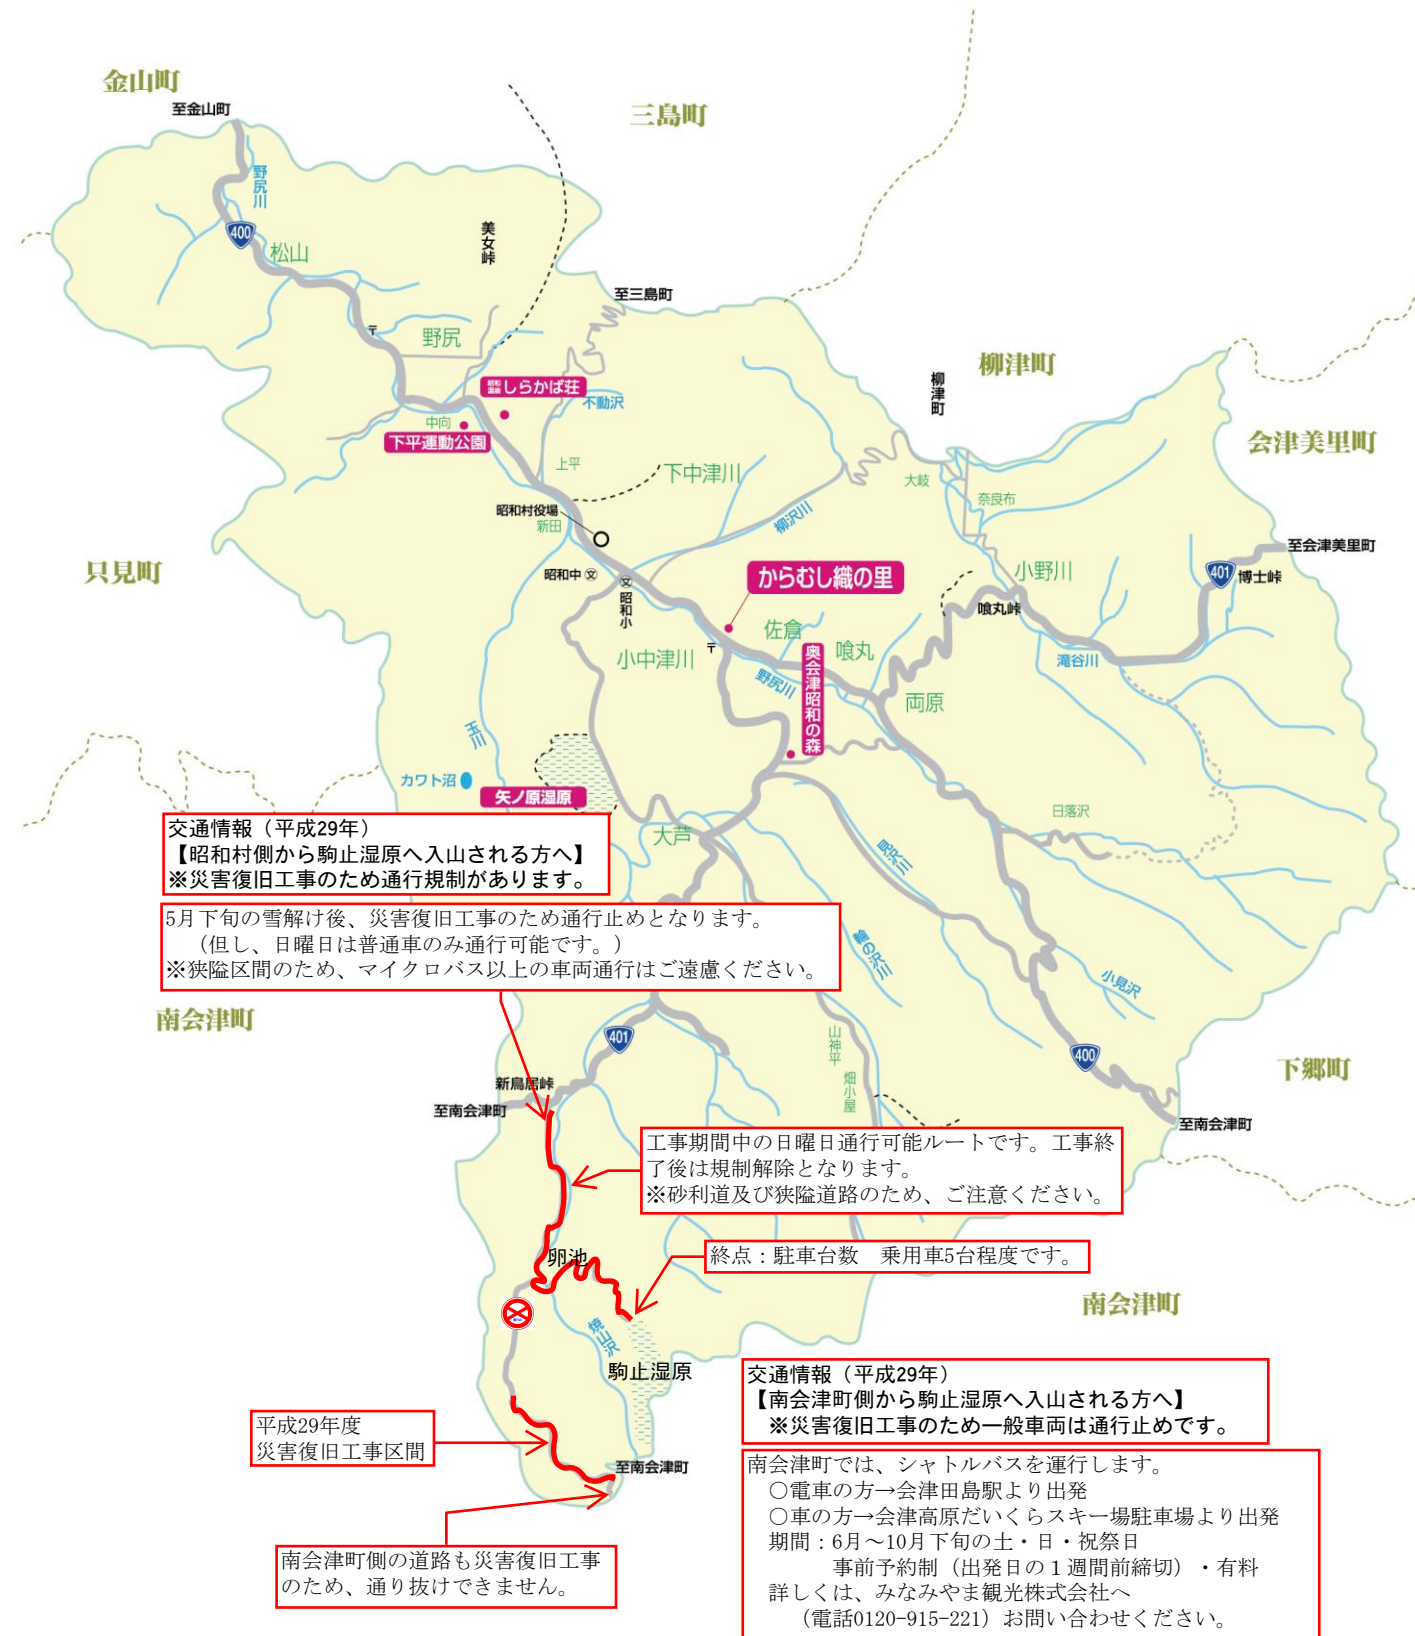 金山町
至金山町
三島町
野尻川
400
松山
美女峠
至三島町
〒
野尻
柳津町
柳津町
昭和温泉 しらかば荘
不動沢
中向
下平運動公園
会津美里町
上平
下中津川
大岐
奈良布
昭和村役場
新田
柳沢川
至会津美里町
只見町
昭和中 文
文
昭和小
からむし織の里
小野川
401
博士峠
喰丸峠
佐倉
喰丸
〒
小中津川
滝谷川
野尻川
奥会津昭和の森
両原
玉川
カワト沼
矢ノ原湿原
日落沢
大芦
見沢川
交通情報（平成29年）
【昭和村側から駒止湿原へ入山される方へ】
※災害復旧工事のため通行規制があります。
5月下旬の雪解け後、災害復旧工事のため通行止めとなります。
（但し、日曜日は普通車のみ通行可能です。）
※狭隘区間のため、マイクロバス以上の車両通行はご遠慮ください。
輪の沢川
小見沢
南会津町
401
山神平
400
下郷町
畑小屋
新鳥居峠
至南会津町
至南会津町
工事期間中の日曜日通行可能ルートです。工事終
了後は規制解除となります。
※砂利道及び狭隘道路のため、ご注意ください。
卵池
終点：駐車台数　乗用車5台程度です。
南会津町
焼山沢
駒止湿原
交通情報（平成29年）
【南会津町側から駒止湿原へ入山される方へ】
※災害復旧工事のため一般車両は通行止めです。
平成29年度
災害復旧工事区間
至南会津町
南会津町では、シャトルバスを運行します。
○電車の方→会津田島駅より出発
○車の方→会津高原だいくらスキー場駐車場より出発
期間：6月～10月下旬の土・日・祝祭日
事前予約制（出発日の１週間前締切）・有料
詳しくは、みなみやま観光株式会社へ
（電話0120-915-221）お問い合わせください。
南会津町側の道路も災害復旧工事
のため、通り抜けできません。